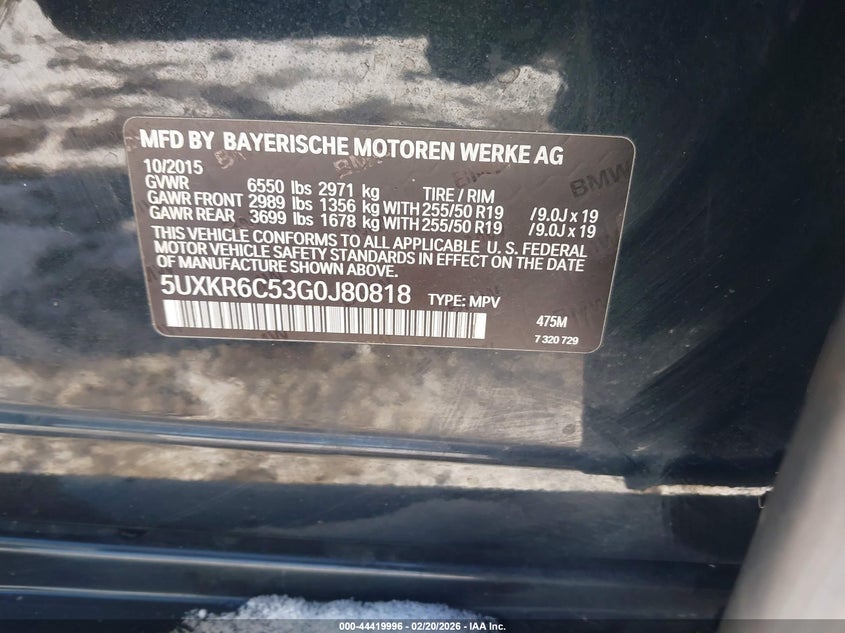 MFD BY BAYERISCHE MOTOREN WERKE AG
10/2015
GVWR 6550 lbs 2971 kg TIRE / RIM
GAWR FRONT 2989 lbs 1356 kg WITH 255/50 R19 / 9.0J x 19
GAWR REAR 3699 lbs 1678 kg WITH 255/50 R19 / 9.0J x 19
THIS VEHICLE CONFORMS TO ALL APPLICABLE U. S. FEDERAL
MOTOR VEHICLE SAFETY STANDARDS IN EFFECT ON THE DATE
OF MANUFACTURE SHOWN ABOVE.
5UXKR6C53G0J80818 TYPE: MPV
475M
7 320 729
BMW
000-44419996 - 02/20/2026 - IAA Inc.